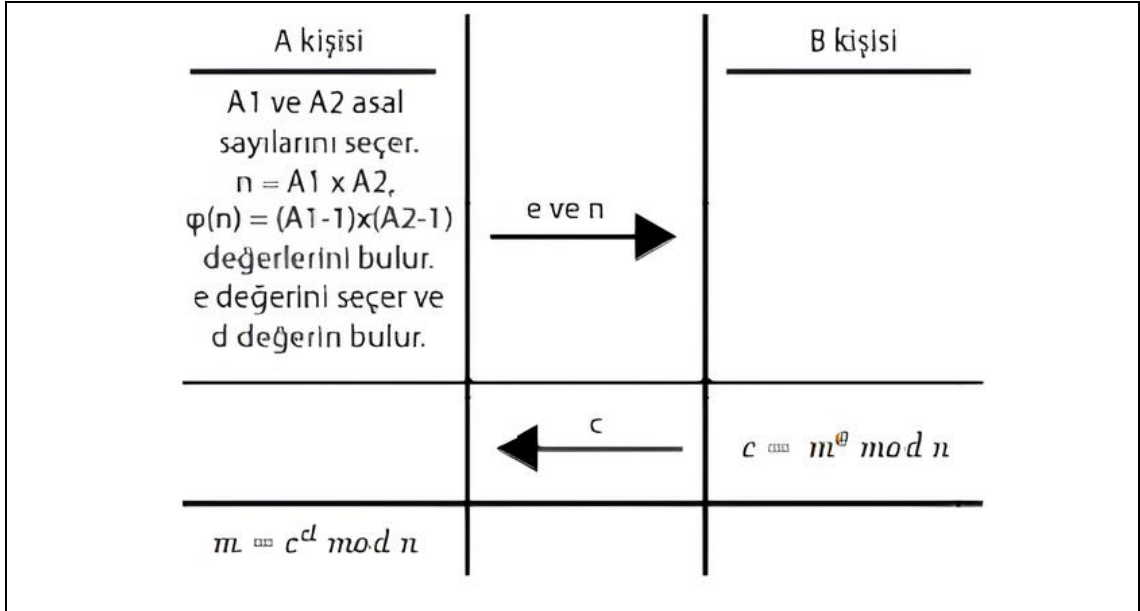 A kişisi
B kişisi
A1 ve A2 asal
sayılarını seçer.
n = A1 x A2,
φ(n) = (A1-1)x(A2-1)
değerlerini bulur.
e değerini seçer ve
d değerin bulur.
e ve n
c
c = m^e mod n
m = c^d mod n